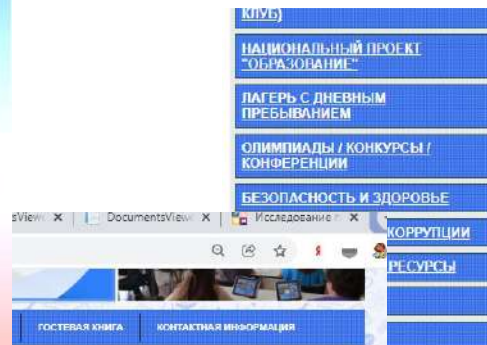 КЛУБ)
НАЦИОНАЛЬНЫЙ ПРОЕКТ
"ОБРАЗОВАНИЕ"
ЛАГЕРЬ С ДНЕВНЫМ
ПРЕБЫВАНИЕМ
ОЛИМПИАДЫ / КОНКУРСЫ /
КОНФЕРЕНЦИИ
БЕЗОПАСНОСТЬ И ЗДОРОВЬЕ
sView X DocumentsView X Исследование X
КОРРУПЦИИ
Я
РЕСУРСЫ
ГОСТЕВАЯ КНИГА КОНТАКТНАЯ ИНФОРМАЦИЯ